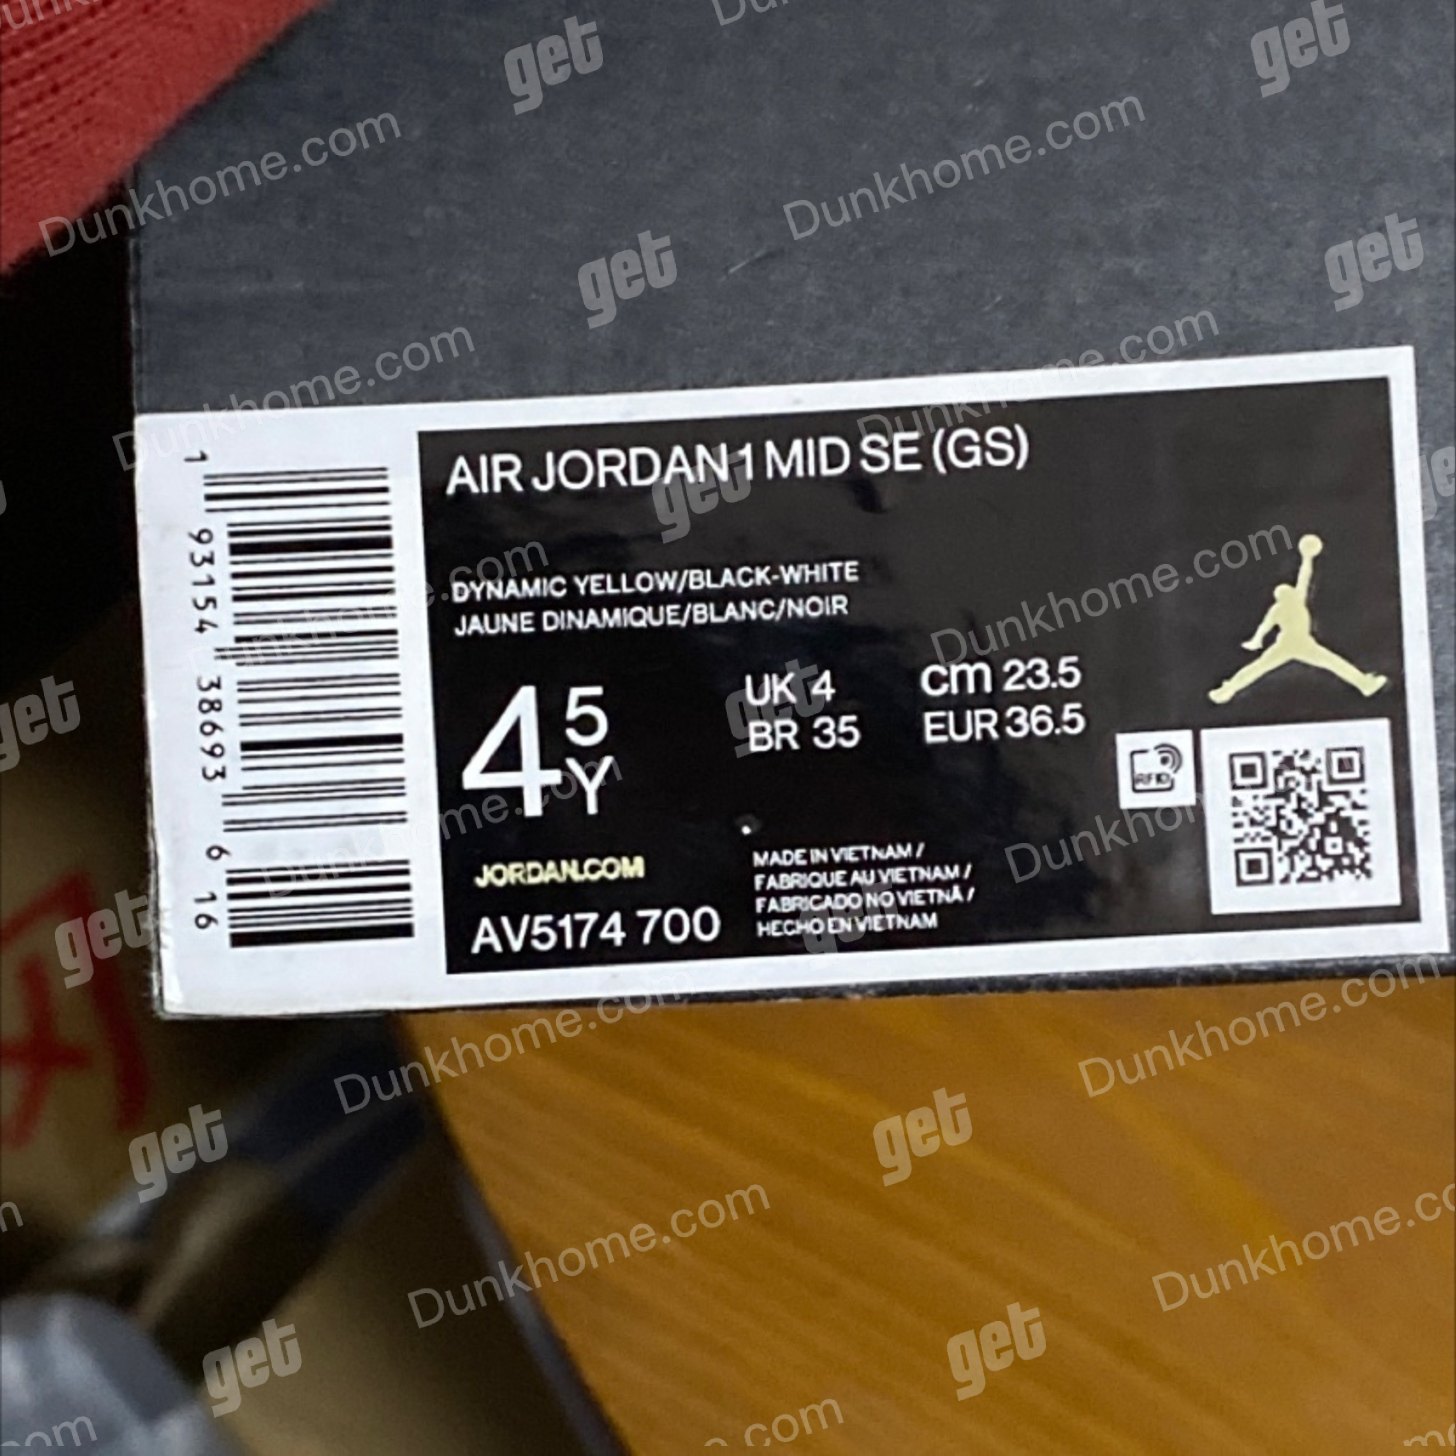 AIR JORDAN 1 MID SE (GS)
DYNAMIC YELLOW/BLACK-WHITE
JAUNE DINAMIQUE/BLANC/NOIR
4 5 Y
UK 4
BR 35
cm 23.5
EUR 36.5
RFID
JORDAN.COM
AV5174 700
MADE IN VIETNAM /
FABRIQUE AU VIETNAM /
FABRICADO NO VIETNÃ /
HECHO EN VIETNAM
1 93154 38693 6 16
get
Dunkhome.com